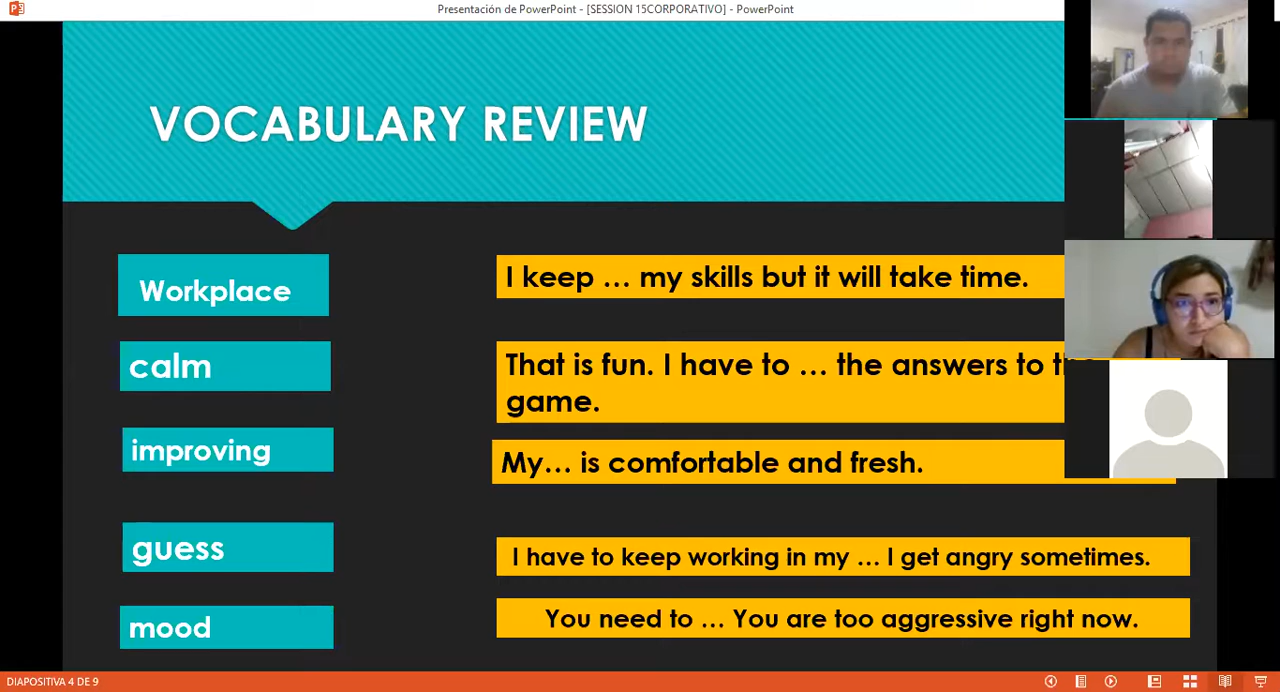 Presentación de PowerPoint - [SESSION 15CORPORATIVO] - PowerPoint
VOCABULARY REVIEW
Workplace
I keep … my skills but it will take time.
calm
That is fun. I have to … the answers to
game.
improving
My… is comfortable and fresh.
guess
I have to keep working in my … I get angry sometimes.
mood
You need to … You are too aggressive right now.
DIAPOSITIVA 4 DE 9